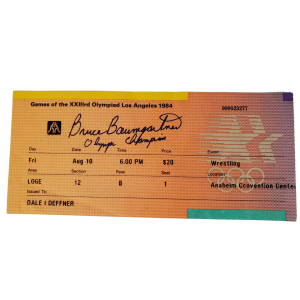 Games of the XXIIIrd Olympiad Los Angeles 1984
Bruce Baumgartner
Olympic Champion
Day Date Time Price Event
Fri Aug 10 6.00 PM $20 Wrestling
Area Section Row Seat Location
LOGE 12 B 1 Anaheim Convention Center
Issued To
DALE I DEFFNER